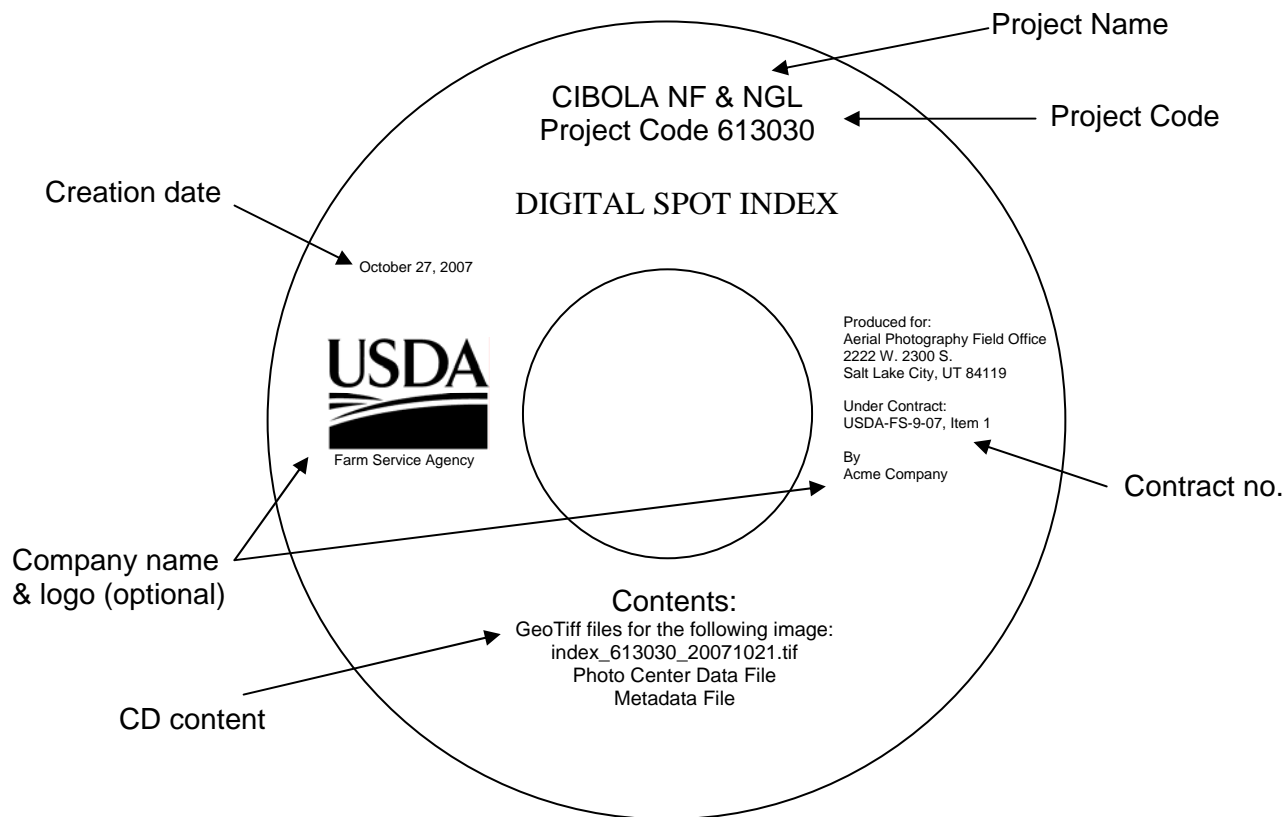 Project Name
CIBOLA NF & NGL
Project Code 613030
Project Code
Creation date
DIGITAL SPOT INDEX
October 27, 2007
USDA
Farm Service Agency
Produced for:
Aerial Photography Field Office
2222 W. 2300 S.
Salt Lake City, UT 84119
Under Contract:
USDA-FS-9-07, Item 1
By
Acme Company
Contract no.
Company name
& logo (optional)
Contents:
GeoTiff files for the following image:
index_613030_20071021.tif
Photo Center Data File
Metadata File
CD content